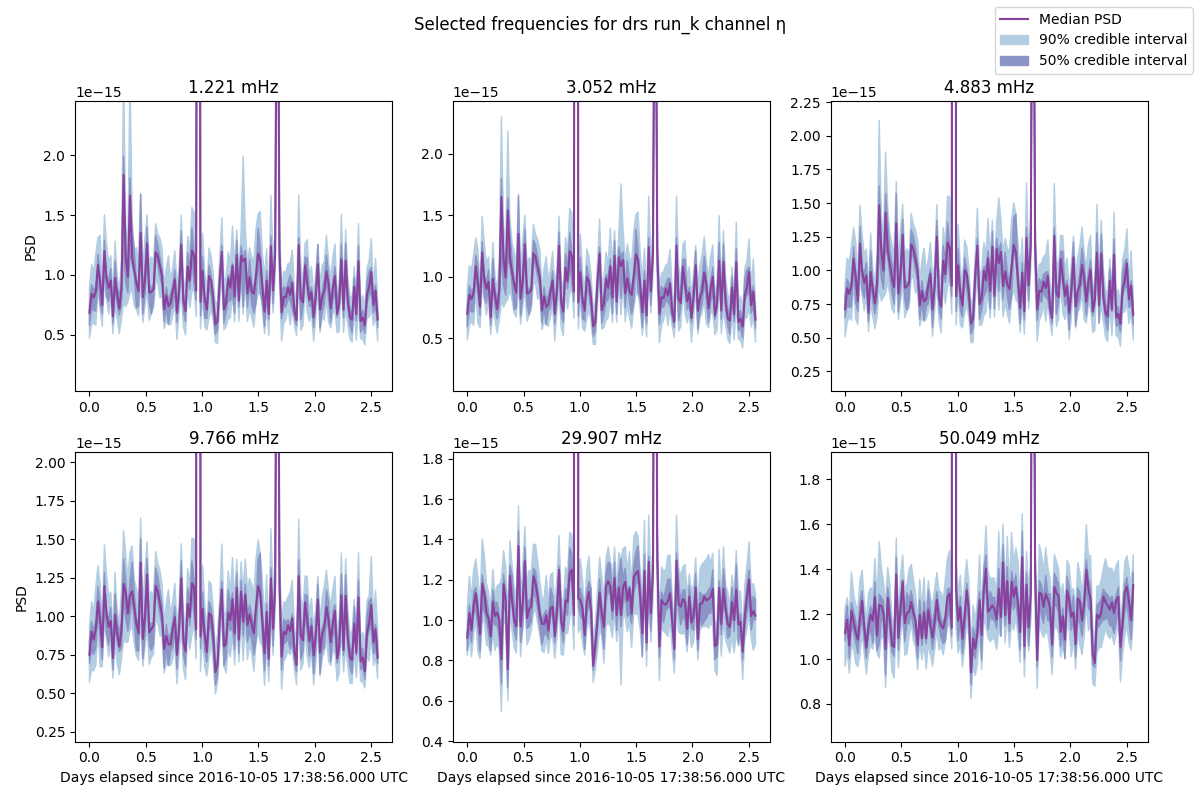 Selected frequencies for drs run_k channel η
Median PSD
90% credible interval
50% credible interval
1.221 mHz
1e−15
PSD
2.0
1.5
1.0
0.5
0.0 0.5 1.0 1.5 2.0 2.5
3.052 mHz
1e−15
2.0
1.5
1.0
0.5
0.0 0.5 1.0 1.5 2.0 2.5
4.883 mHz
1e−15
2.25
2.00
1.75
1.50
1.25
1.00
0.75
0.50
0.25
0.0 0.5 1.0 1.5 2.0 2.5
9.766 mHz
1e−15
PSD
2.00
1.75
1.50
1.25
1.00
0.75
0.50
0.25
0.0 0.5 1.0 1.5 2.0 2.5
Days elapsed since 2016-10-05 17:38:56.000 UTC
29.907 mHz
1e−15
1.8
1.6
1.4
1.2
1.0
0.8
0.6
0.4
0.0 0.5 1.0 1.5 2.0 2.5
Days elapsed since 2016-10-05 17:38:56.000 UTC
50.049 mHz
1e−15
1.8
1.6
1.4
1.2
1.0
0.8
0.0 0.5 1.0 1.5 2.0 2.5
Days elapsed since 2016-10-05 17:38:56.000 UTC